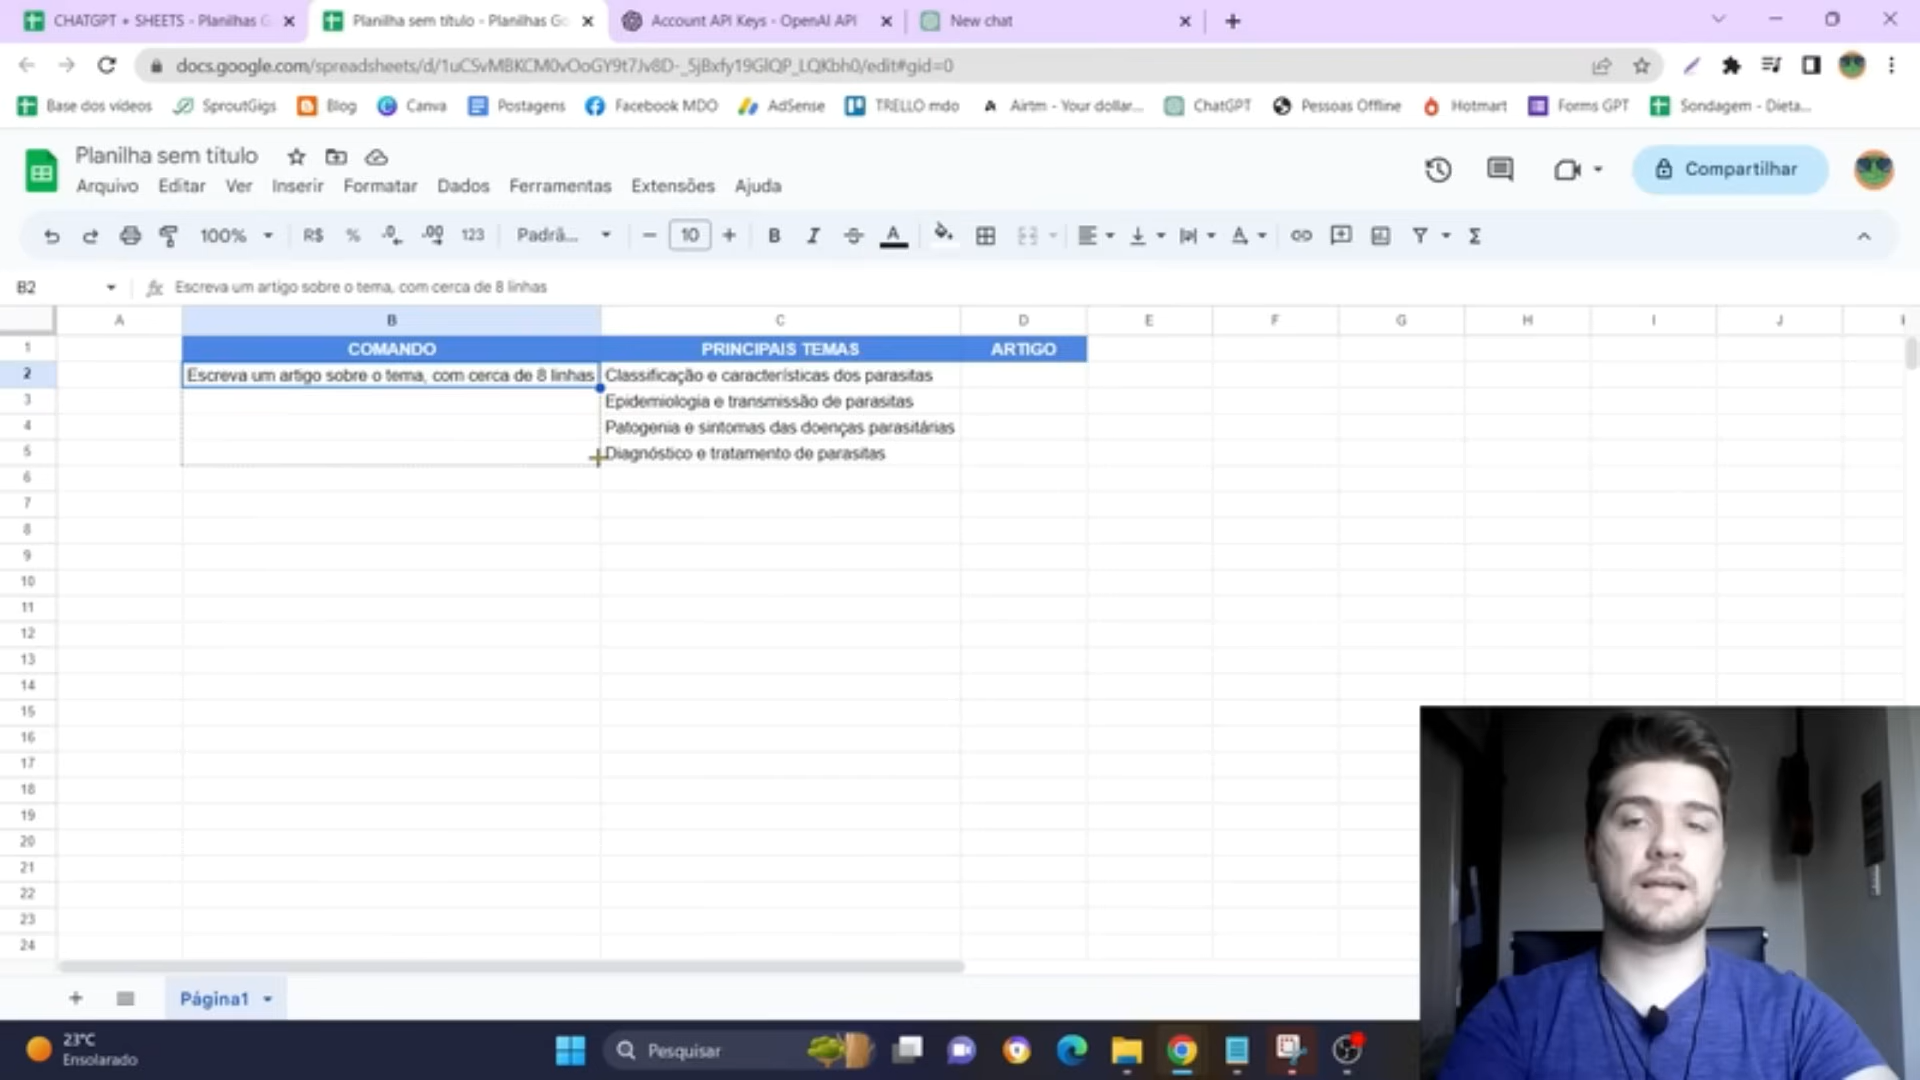 CHATGPT + SHEETS - Planilhas G
Planilha sem título - Planilhas Go
Account API Keys - OpenAI API
New chat
docs.google.com/spreadsheets/d/1uCSvMBKCM0vOoGY9t7Jv8D-_5jBxfy19GlQP_LQKbh0/edit#gid=0
Base dos vídeos
SproutGigs
Blog
Canva
Postagens
Facebook MDO
AdSense
TRELLO mdo
Airtm - Your dollar...
ChatGPT
Pessoas Offline
Hotmart
Forms GPT
Sondagem - Dieta...
Planilha sem título
Arquivo Editar Ver Inserir Formatar Dados Ferramentas Extensões Ajuda
Compartilhar
100% R$ % .0 .00 123 Padrã... 10 B I A Σ
B2 fx Escreva um artigo sobre o tema, com cerca de 8 linhas
A B C D E F G H I J
1 COMANDO PRINCIPAIS TEMAS ARTIGO
2 Escreva um artigo sobre o tema, com cerca de 8 linhas Classificação e características dos parasitas
3 Epidemiologia e transmissão de parasitas
4 Patogenia e sintomas das doenças parasitárias
5 Diagnóstico e tratamento de parasitas
6
7
8
9
10
11
12
13
14
15
16
17
18
19
20
21
22
23
24
Página1
23°C
Ensolarado
Pesquisar